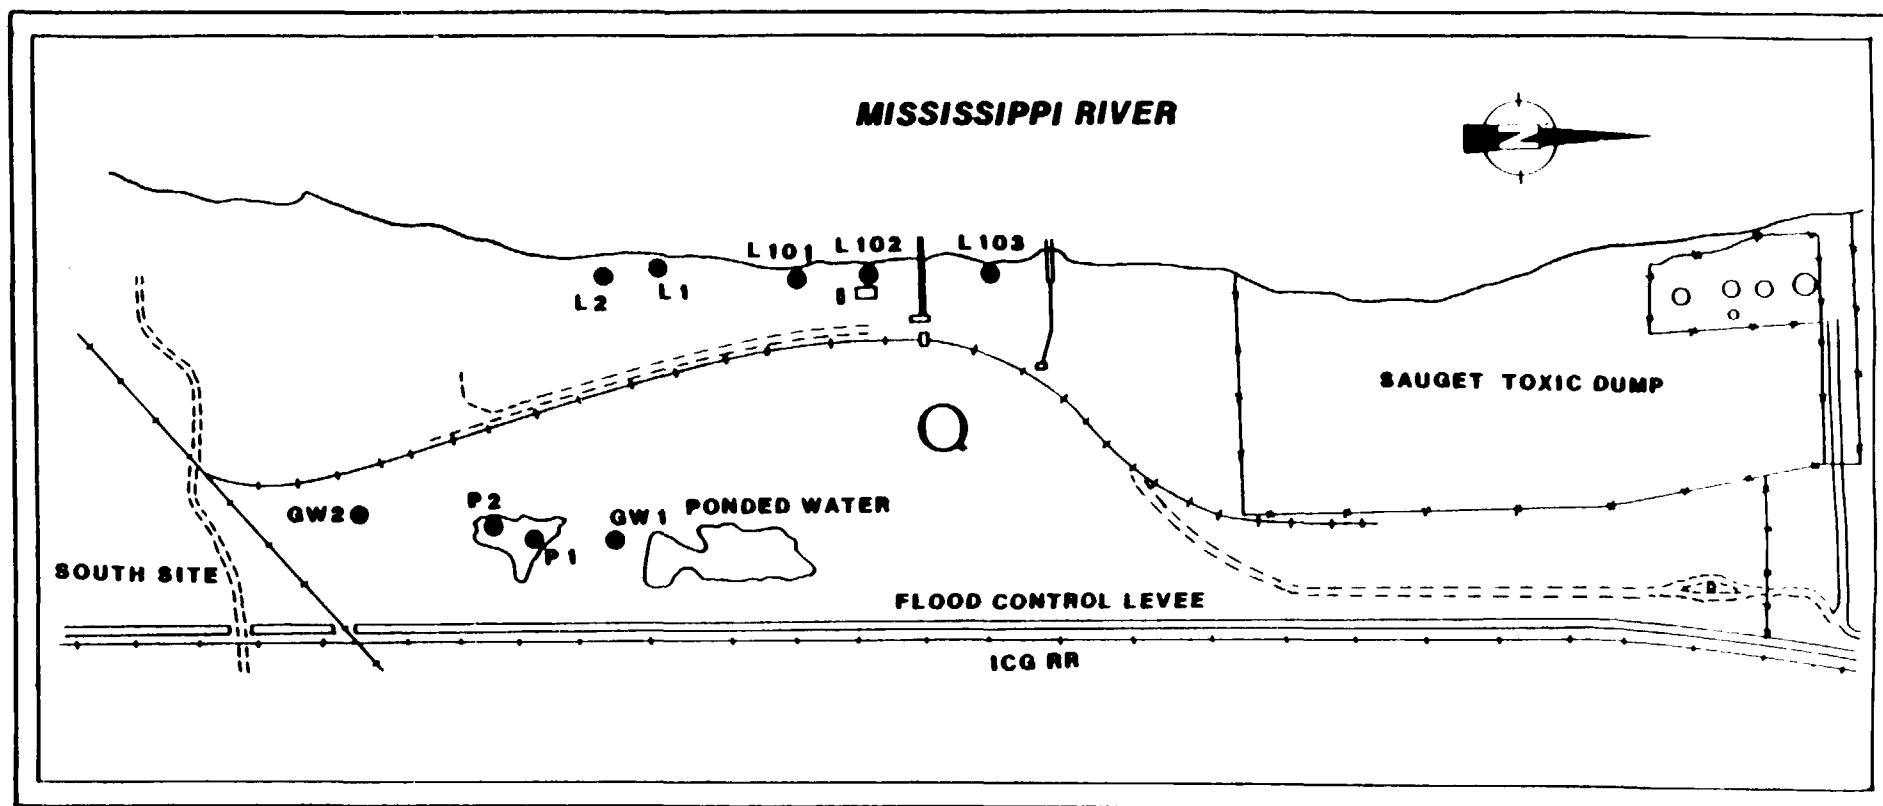 MISSISSIPPI RIVER
N
L101 L102 L103
L2 L1
SAUGET TOXIC DUMP
Q
P2
GW2 GW1 PONDED WATER
P1
SOUTH SITE
FLOOD CONTROL LEVEE
ICG RR